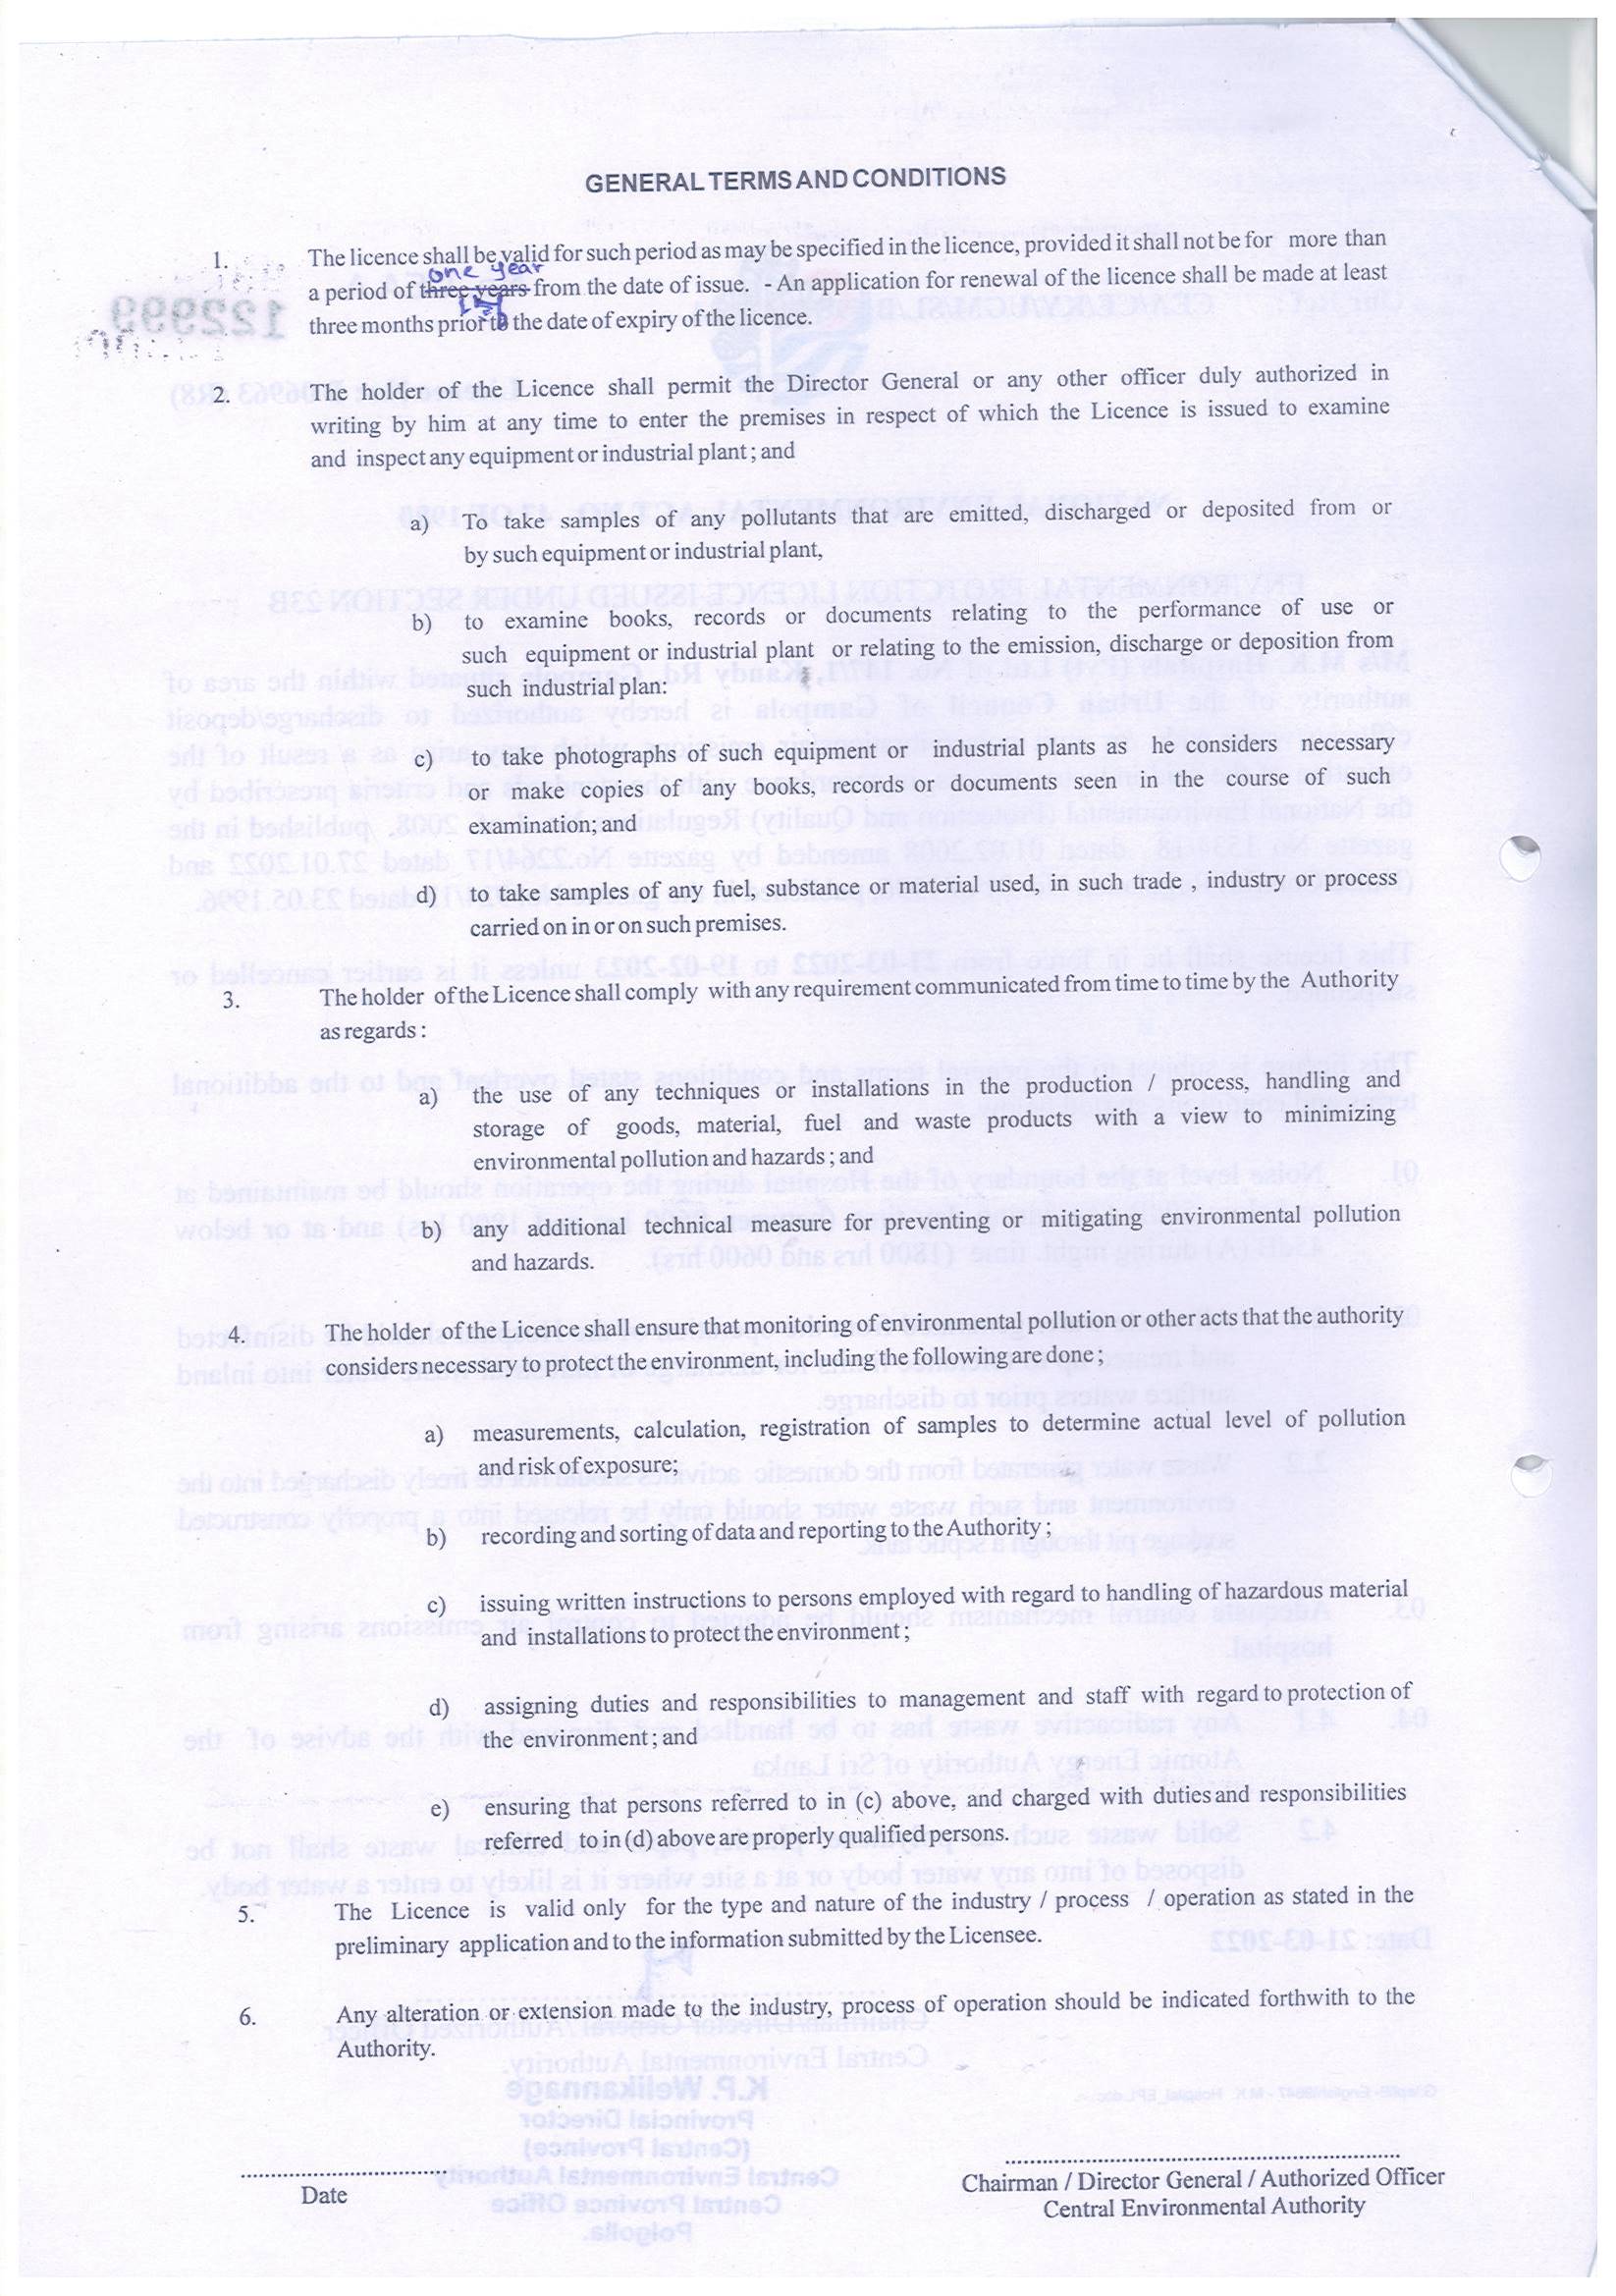 GENERAL TERMS AND CONDITIONS
1. The licence shall be valid for such period as may be specified in the licence, provided it shall not be for more than
one year
a period of three years from the date of issue. - An application for renewal of the licence shall be made at least
three months prior to the date of expiry of the licence.
122999
2. The holder of the Licence shall permit the Director General or any other officer duly authorized in
writing by him at any time to enter the premises in respect of which the Licence is issued to examine
and inspect any equipment or industrial plant; and
a) To take samples of any pollutants that are emitted, discharged or deposited from or
by such equipment or industrial plant,
b) to examine books, records or documents relating to the performance of use or
such equipment or industrial plant or relating to the emission, discharge or deposition from
such industrial plan:
c) to take photographs of such equipment or industrial plants as he considers necessary
or make copies of any books, records or documents seen in the course of such
examination; and
d) to take samples of any fuel, substance or material used, in such trade , industry or process
carried on in or on such premises.
3. The holder of the Licence shall comply with any requirement communicated from time to time by the Authority
as regards :
a) the use of any techniques or installations in the production / process, handling and
storage of goods, material, fuel and waste products with a view to minimizing
environmental pollution and hazards ; and
b) any additional technical measure for preventing or mitigating environmental pollution
and hazards.
4. The holder of the Licence shall ensure that monitoring of environmental pollution or other acts that the authority
considers necessary to protect the environment, including the following are done ;
a) measurements, calculation, registration of samples to determine actual level of pollution
and risk of exposure;
b) recording and sorting of data and reporting to the Authority ;
c) issuing written instructions to persons employed with regard to handling of hazardous material
and installations to protect the environment ;
d) assigning duties and responsibilities to management and staff with regard to protection of
the environment ; and
e) ensuring that persons referred to in (c) above, and charged with duties and responsibilities
referred to in (d) above are properly qualified persons.
5. The Licence is valid only for the type and nature of the industry / process / operation as stated in the
preliminary application and to the information submitted by the Licensee.
6. Any alteration or extension made to the industry, process of operation should be indicated forthwith to the
Authority.
Date
Chairman / Director General / Authorized Officer
Central Environmental Authority